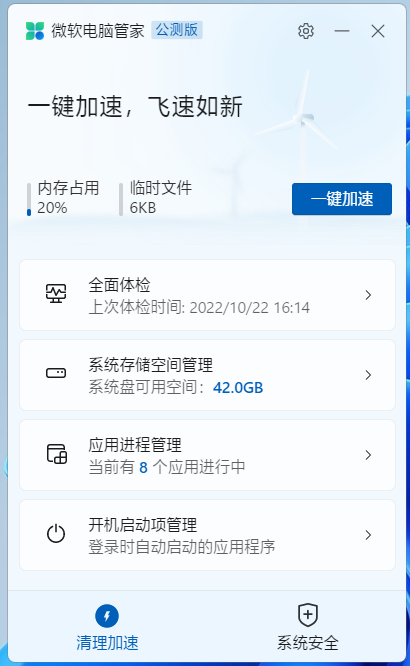 微软电脑管家 公测版
一键加速，飞速如新
内存占用 临时文件
20% 6KB 一键加速
全面体检
上次体检时间: 2022/10/22 16:14
系统存储空间管理
系统盘可用空间：42.0GB
应用进程管理
当前有 8 个应用进行中
开机启动项管理
登录时自动启动的应用程序
清理加速 系统安全